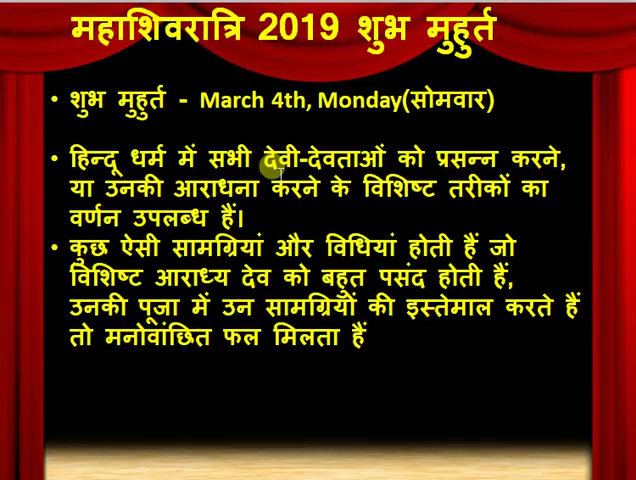 महाशिवरात्रि 2019 शुभ मुहुर्त
• शुभ मुहुर्त - March 4th, Monday(सोमवार)
• हिन्दू धर्म में सभी देवी-देवताओं को प्रसन्न करने,
या उनकी आराधना करने के विशिष्ट तरीकों का
वर्णन उपलब्ध हैं।
• कुछ ऐसी सामग्रियां और विधियां होती हैं जो
विशिष्ट आराध्य देव को बहुत पसंद होती हैं,
उनकी पूजा में उन सामग्रियों की इस्तेमाल करते हैं
तो मनोवांछित फल मिलता हैं